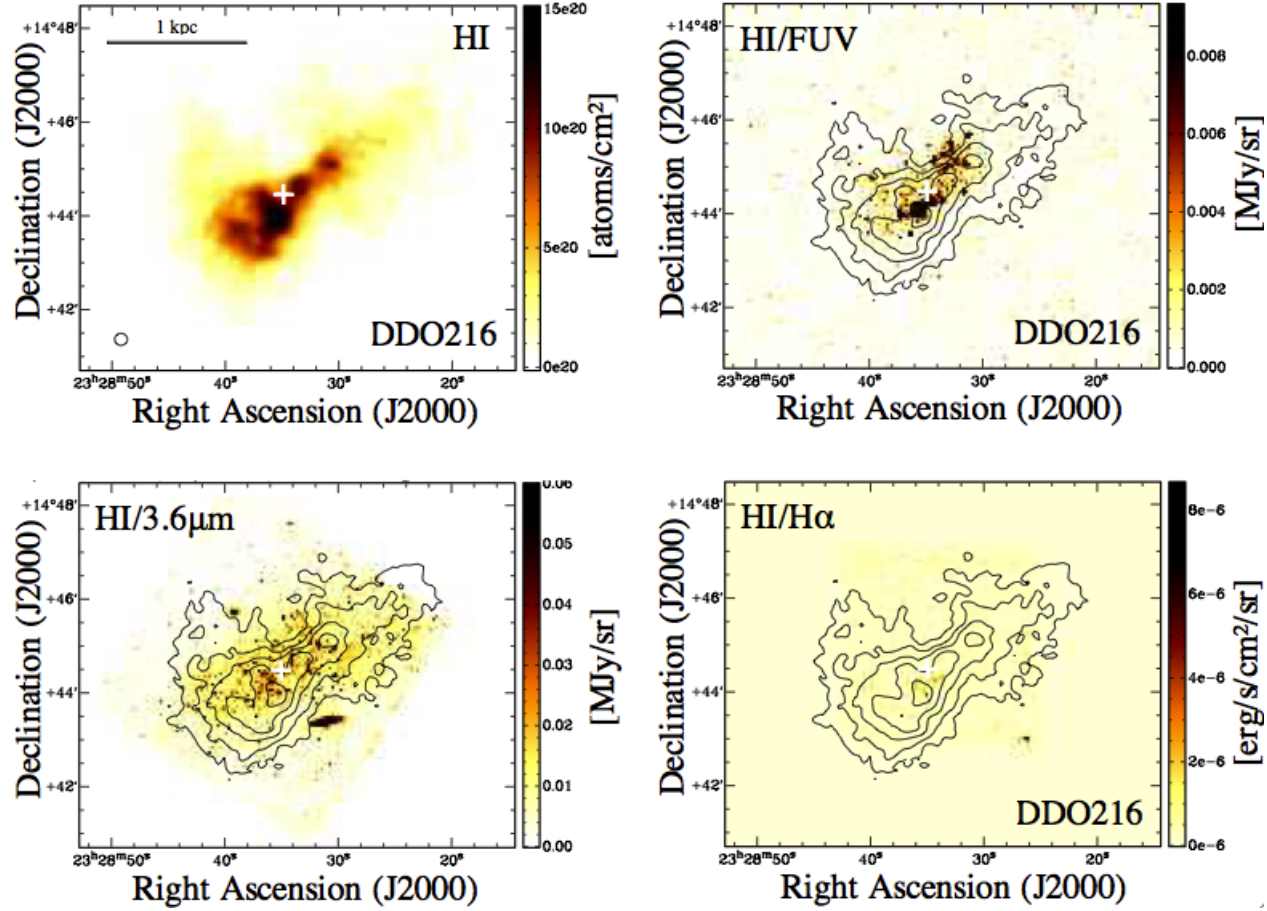 1 kpc
HI
+14°48'
+46'
+44'
+42'
Declination (J2000)
23ʰ28ᵐ50ˢ
40ˢ
30ˢ
20ˢ
Right Ascension (J2000)
DDO216
15e20
10e20
5e20
0e20
[atoms/cm²]
HI/FUV
+14°48'
+46'
+44'
+42'
Declination (J2000)
23ʰ28ᵐ50ˢ
40ˢ
30ˢ
20ˢ
Right Ascension (J2000)
DDO216
0.008
0.006
0.004
0.002
0.000
[MJy/sr]
HI/3.6μm
+14°48'
+46'
+44'
+42'
Declination (J2000)
23ʰ28ᵐ50ˢ
40ˢ
30ˢ
20ˢ
Right Ascension (J2000)
0.06
0.05
0.04
0.03
0.02
0.01
0.00
[MJy/sr]
HI/Hα
+14°48'
+46'
+44'
+42'
Declination (J2000)
23ʰ28ᵐ50ˢ
40ˢ
30ˢ
20ˢ
Right Ascension (J2000)
DDO216
8e-6
6e-6
4e-6
2e-6
0e-6
[erg/s/cm²/sr]